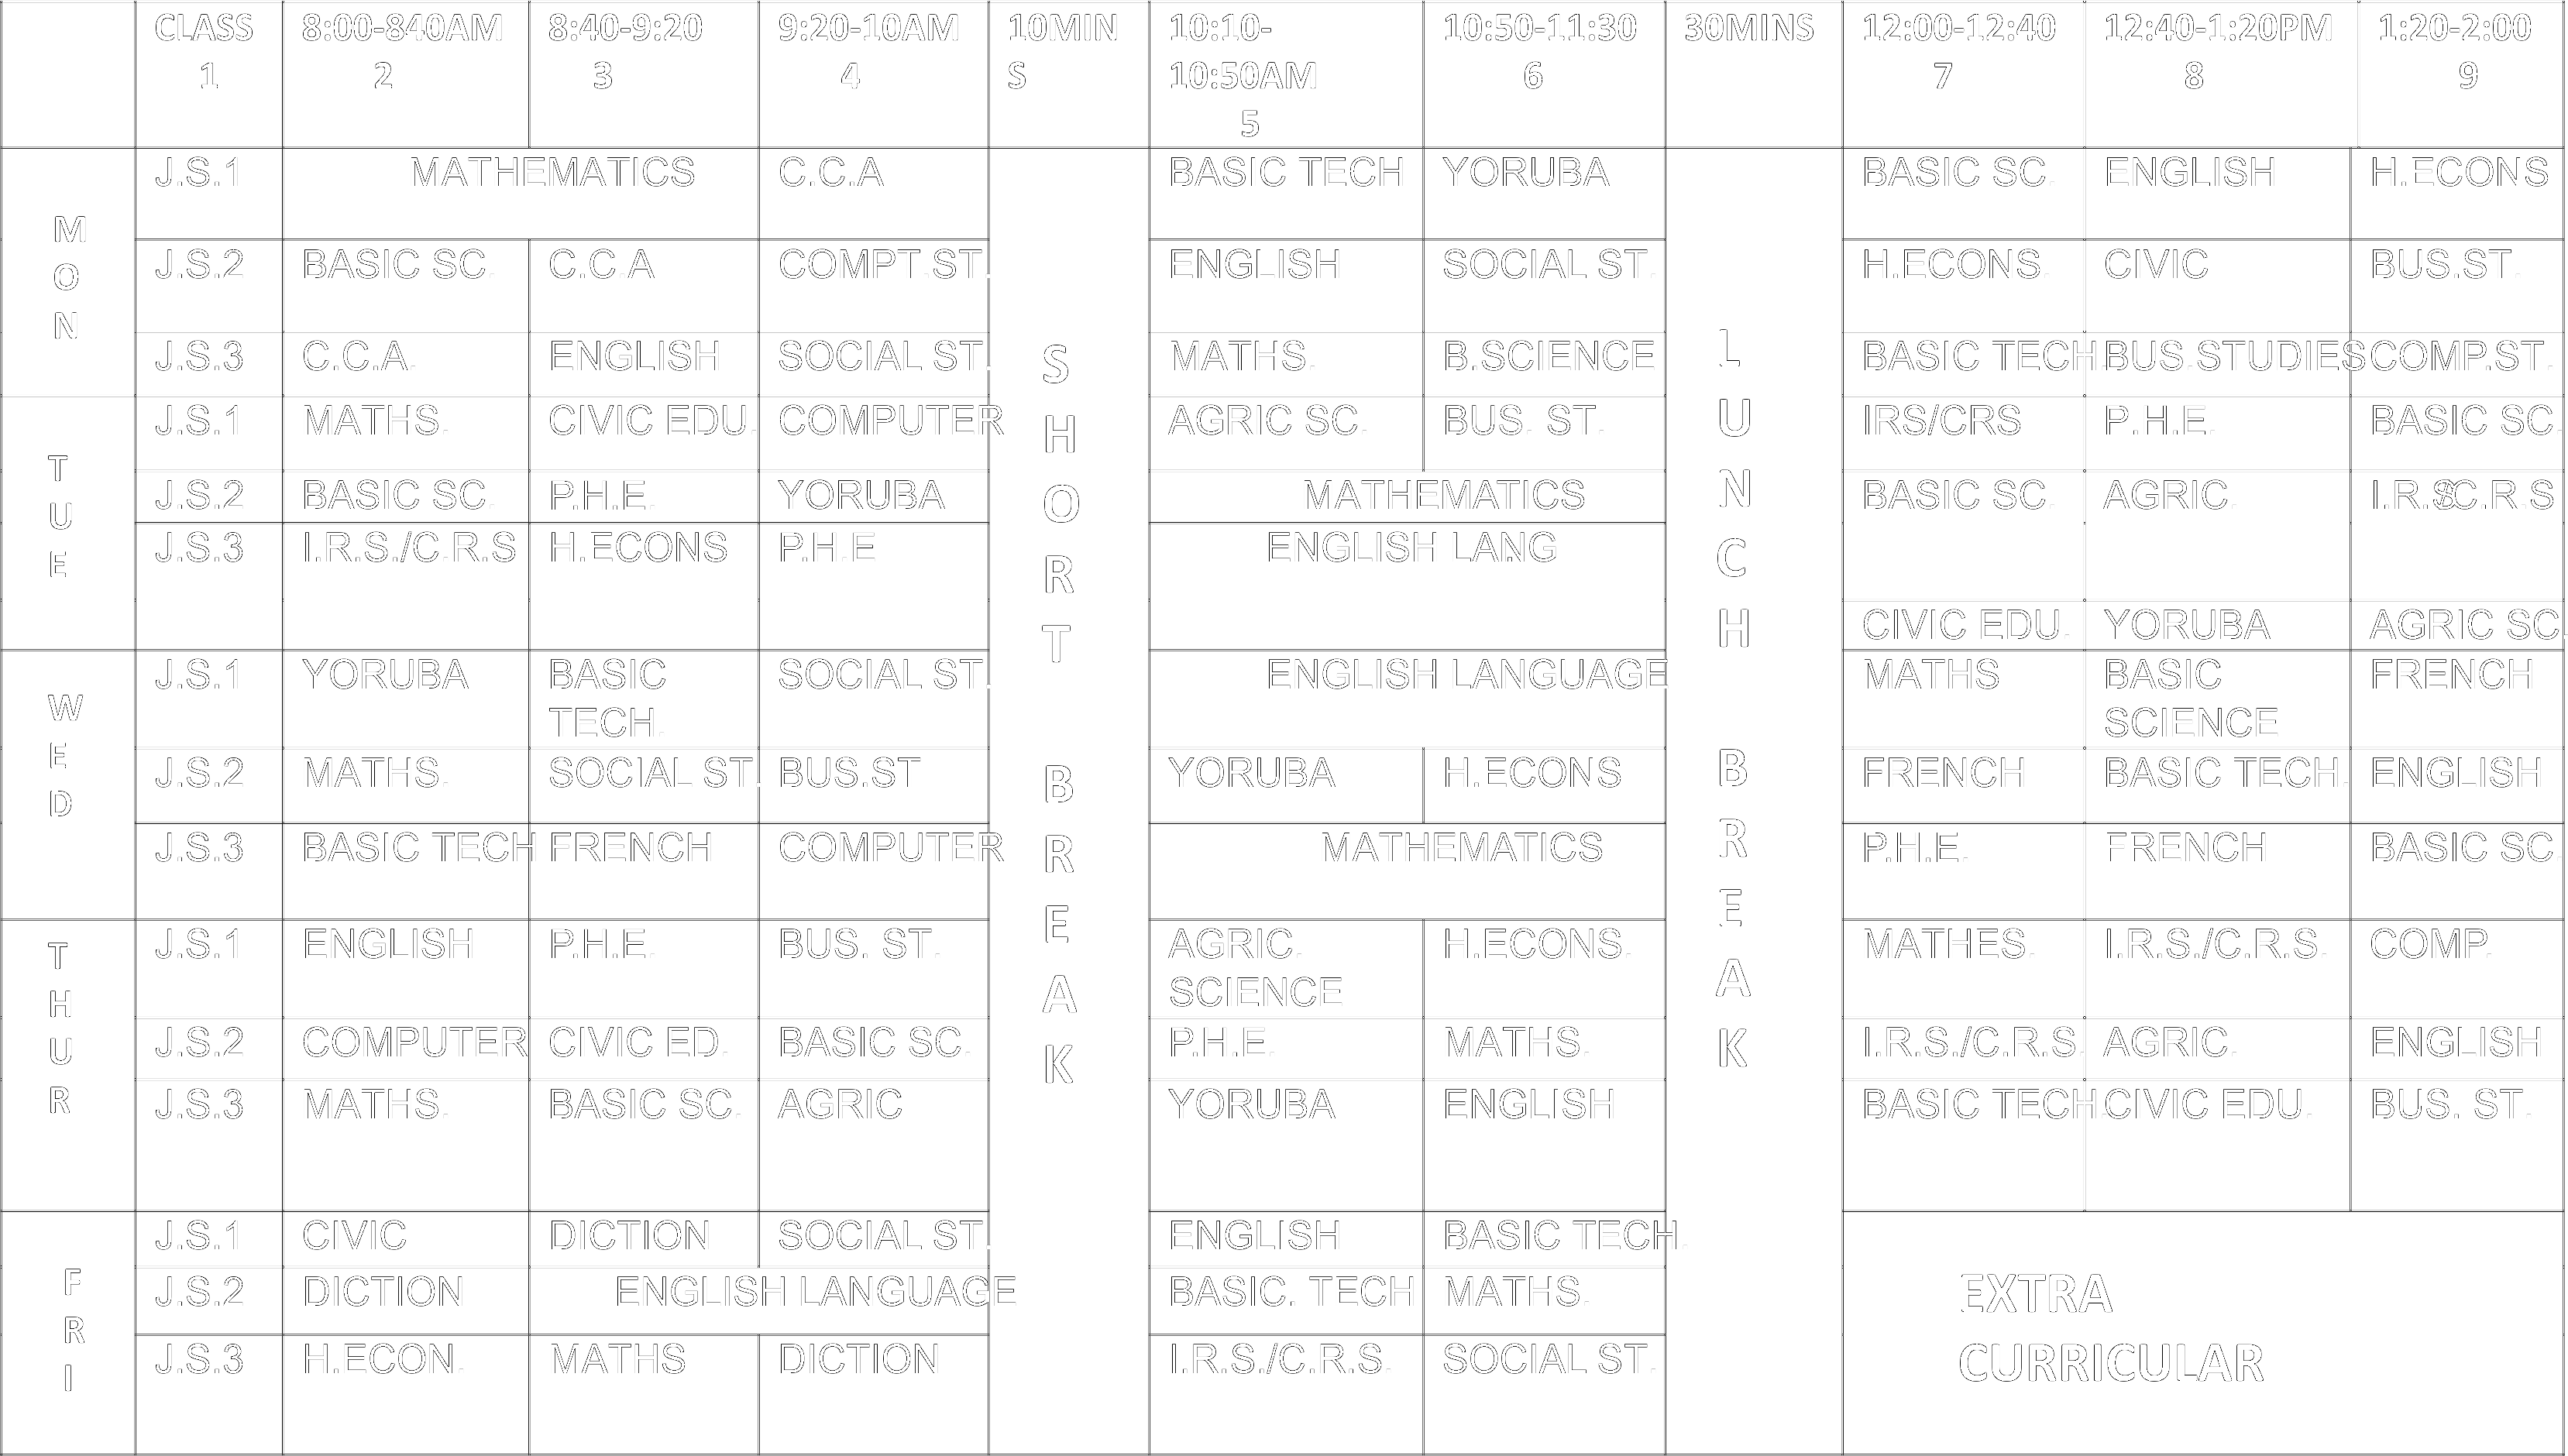 CLASS 8:00-840AM 8:40-9:20 9:20-10AM 10MIN 10:10- 10:50-11:30 30MINS 12:00-12:40 12:40-1:20PM 1:20-2:00
1 2 3 4 S 10:50AM 6 7 8 9
5
MON
J.S.1 MATHEMATICS C.C.A BASIC TECH YORUBA BASIC SC. ENGLISH H.ECONS
J.S.2 BASIC SC. C.C.A COMPT.ST. ENGLISH SOCIAL ST. H.ECONS. CIVIC BUS.ST.
J.S.3 C.C.A. ENGLISH SOCIAL ST. MATHS. B.SCIENCE BASIC TECH. BUS.STUDIES COMP.ST.
TUE
J.S.1 MATHS. CIVIC EDU. COMPUTER AGRIC SC. BUS. ST. IRS/CRS P.H.E. BASIC SC.
J.S.2 BASIC SC. P.H.E. YORUBA MATHEMATICS BASIC SC. AGRIC. I.R.S/C.R.S
J.S.3 I.R.S./C.R.S H.ECONS P.H.E ENGLISH LANG
CIVIC EDU. YORUBA AGRIC SC.
WED
J.S.1 YORUBA BASIC SOCIAL ST. ENGLISH LANGUAGE MATHS BASIC FRENCH
TECH. SCIENCE
J.S.2 MATHS. SOCIAL ST. BUS.ST YORUBA H.ECONS FRENCH BASIC TECH. ENGLISH
J.S.3 BASIC TECH FRENCH COMPUTER MATHEMATICS P.H.E. FRENCH BASIC SC.
THUR
J.S.1 ENGLISH P.H.E. BUS. ST. AGRIC. H.ECONS. MATHES. I.R.S./C.R.S. COMP.
SCIENCE
J.S.2 COMPUTER CIVIC ED. BASIC SC. P.H.E. MATHS. I.R.S./C.R.S. AGRIC. ENGLISH
J.S.3 MATHS. BASIC SC. AGRIC YORUBA ENGLISH BASIC TECH. CIVIC EDU. BUS. ST.
FRI
J.S.1 CIVIC DICTION SOCIAL ST. ENGLISH BASIC TECH.
J.S.2 DICTION ENGLISH LANGUAGE BASIC. TECH MATHS. EXTRA
J.S.3 H.ECON. MATHS DICTION I.R.S./C.R.S. SOCIAL ST. CURRICULAR
SHORT BREAK
LUNCH BREAK